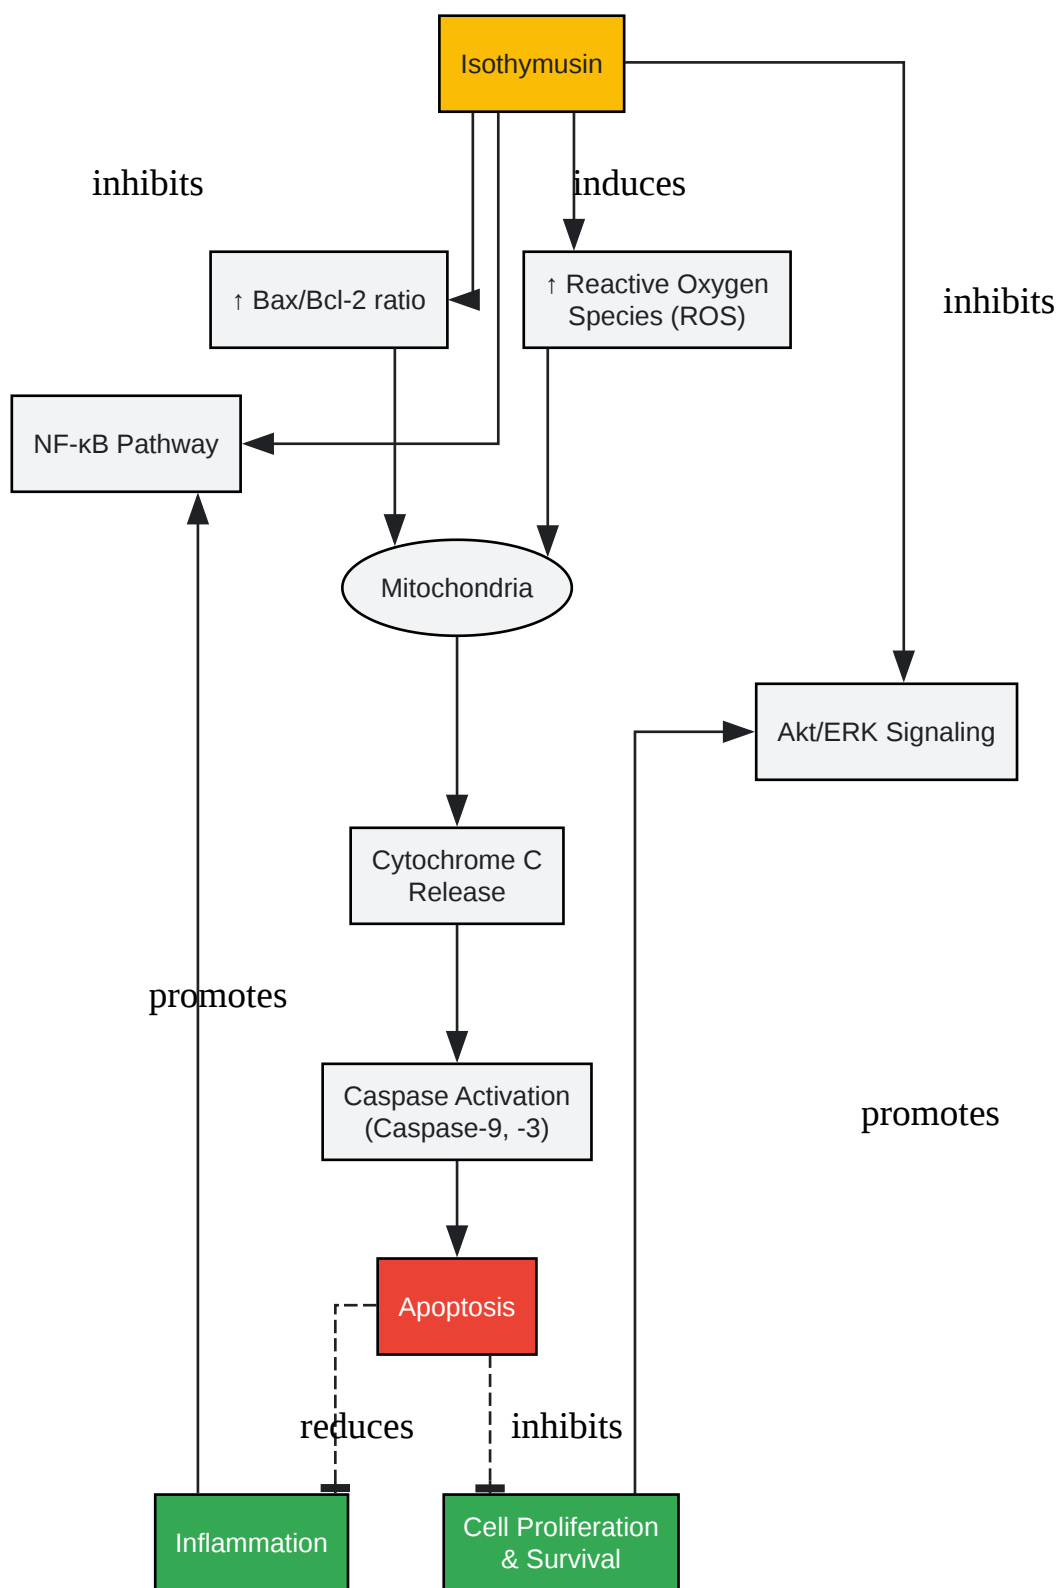 Isothymusin
inhibits
induces
↑ Bax/Bcl-2 ratio
↑ Reactive Oxygen
Species (ROS)
inhibits
NF-κB Pathway
Mitochondria
Akt/ERK Signaling
Cytochrome C
Release
promotes
Caspase Activation
(Caspase-9, -3)
promotes
Apoptosis
reduces
inhibits
Inflammation
Cell Proliferation
& Survival